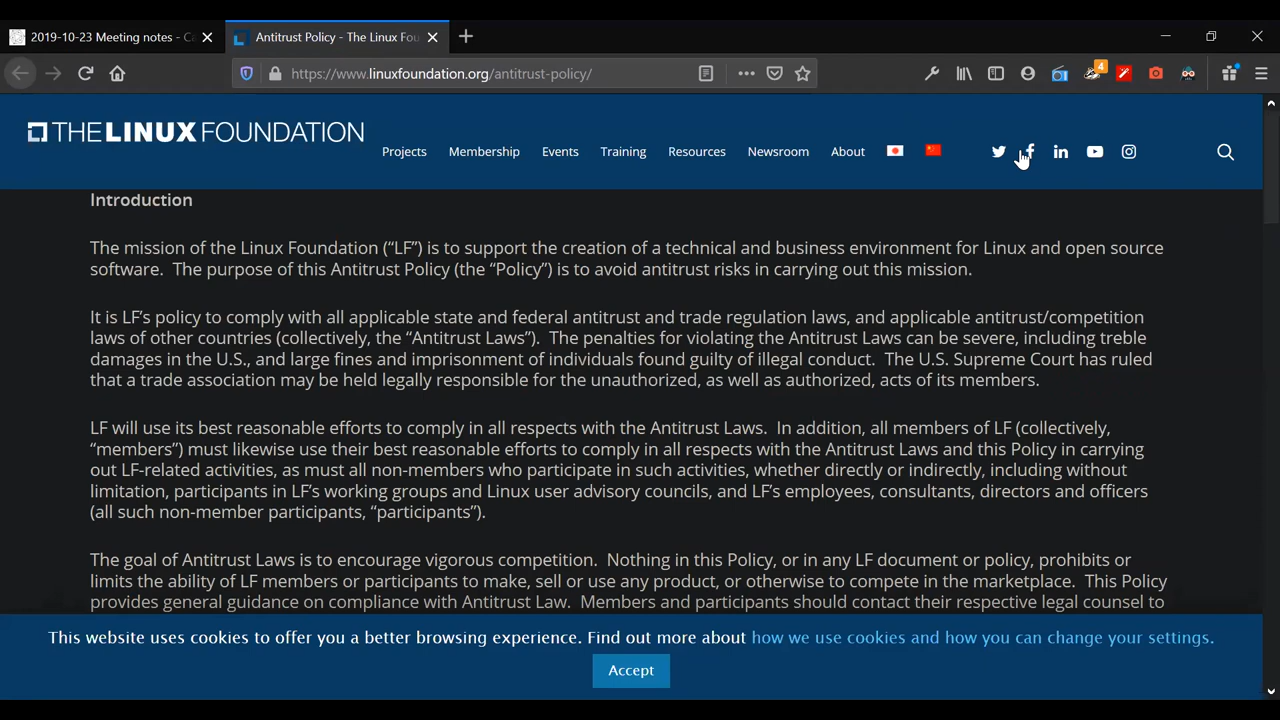 2019-10-23 Meeting notes - C
Antitrust Policy - The Linux Fou
https://www.linuxfoundation.org/antitrust-policy/
4
THE LINUX FOUNDATION
Projects Membership Events Training Resources Newsroom About
Introduction
The mission of the Linux Foundation (“LF”) is to support the creation of a technical and business environment for Linux and open source
software.  The purpose of this Antitrust Policy (the “Policy”) is to avoid antitrust risks in carrying out this mission.
It is LF’s policy to comply with all applicable state and federal antitrust and trade regulation laws, and applicable antitrust/competition
laws of other countries (collectively, the “Antitrust Laws”).  The penalties for violating the Antitrust Laws can be severe, including treble
damages in the U.S., and large fines and imprisonment of individuals found guilty of illegal conduct.  The U.S. Supreme Court has ruled
that a trade association may be held legally responsible for the unauthorized, as well as authorized, acts of its members.
LF will use its best reasonable efforts to comply in all respects with the Antitrust Laws.  In addition, all members of LF (collectively,
“members”) must likewise use their best reasonable efforts to comply in all respects with the Antitrust Laws and this Policy in carrying
out LF-related activities, as must all non-members who participate in such activities, whether directly or indirectly, including without
limitation, participants in LF’s working groups and Linux user advisory councils, and LF’s employees, consultants, directors and officers
(all such non-member participants, “participants”).
The goal of Antitrust Laws is to encourage vigorous competition.  Nothing in this Policy, or in any LF document or policy, prohibits or
limits the ability of LF members or participants to make, sell or use any product, or otherwise to compete in the marketplace.  This Policy
provides general guidance on compliance with Antitrust Law.  Members and participants should contact their respective legal counsel to
This website uses cookies to offer you a better browsing experience. Find out more about how we use cookies and how you can change your settings.
Accept